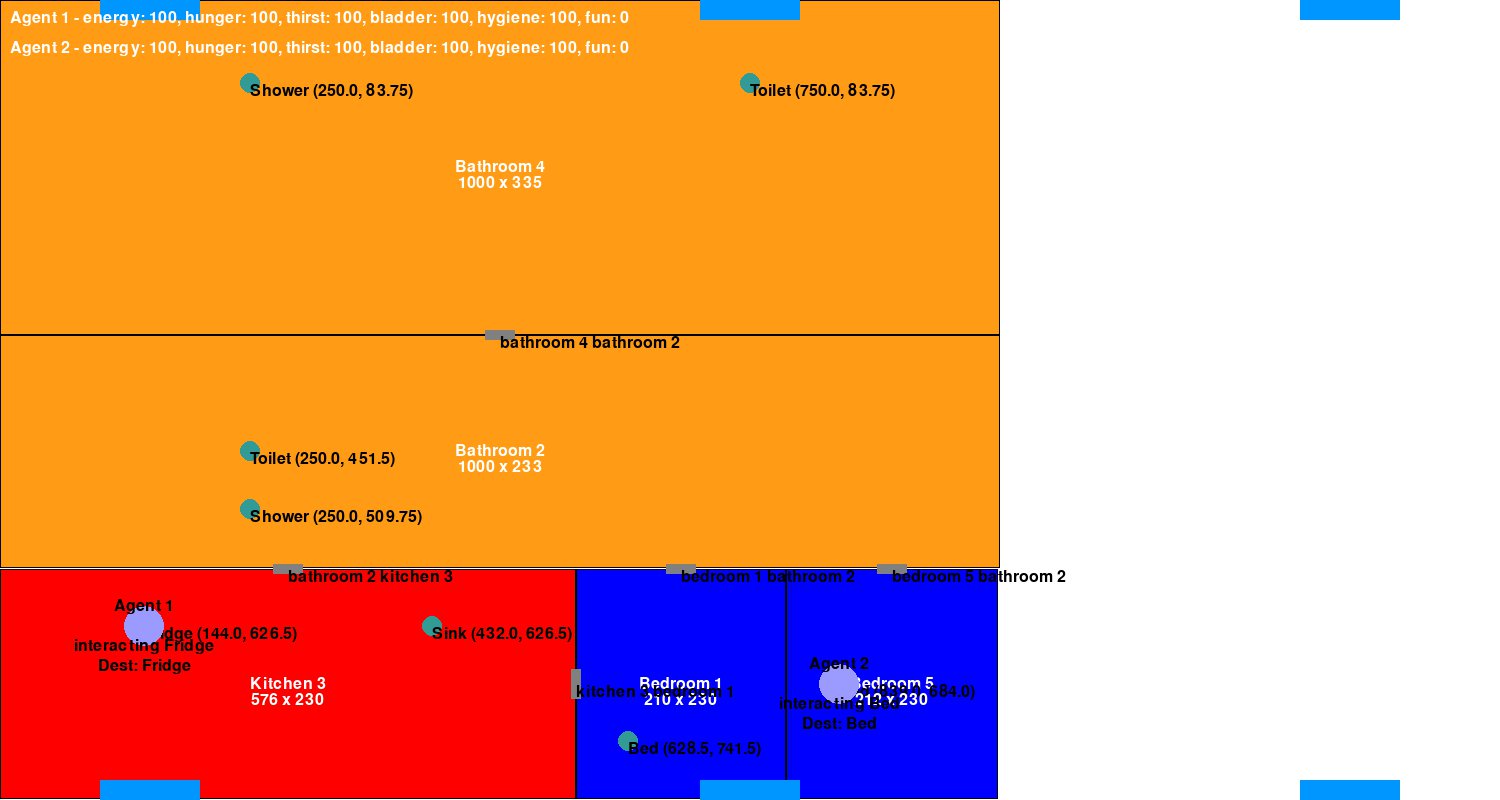 Agent 1 - energy: 100, hunger: 100, thirst: 100, bladder: 100, hygiene: 100, fun: 0
Agent 2 - energy: 100, hunger: 100, thirst: 100, bladder: 100, hygiene: 100, fun: 0
Shower (250.0, 83.75)
Toilet (750.0, 83.75)
Bathroom 4
1000 x 335
bathroom 4 bathroom 2
Toilet (250.0, 451.5)
Bathroom 2
1000 x 233
Shower (250.0, 509.75)
bathroom 2 kitchen 3
bedroom 1 bathroom 2
bedroom 5 bathroom 2
Agent 1
(144.0, 626.5)
interacting Fridge
Dest: Fridge
Sink (432.0, 626.5)
Kitchen 3
576 x 230
kitchen 3 bedroom 1
Bedroom 1
210 x 230
Agent 2
684.0)
Bedroom 5
212 x 230
interacting Bed
Dest: Bed
Bed (628.5, 741.5)